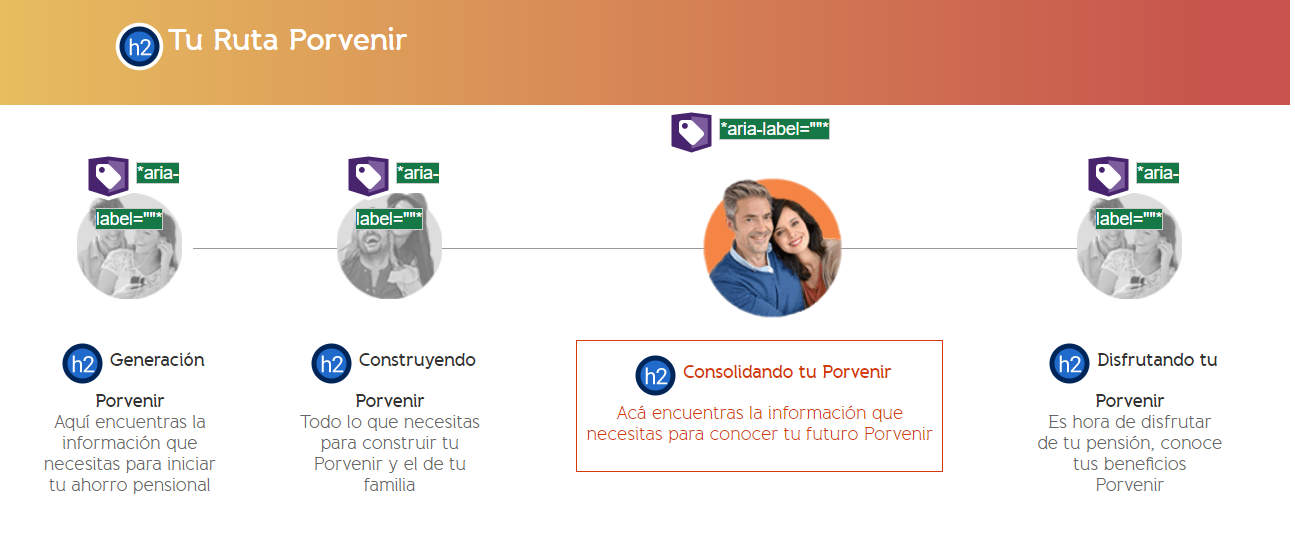 h2 Tu Ruta Porvenir
*aria-label=""*
*aria-
label=""*
*aria-
label=""*
*aria-
label=""*
h2 Generación
Porvenir
Aquí encuentras la
información que
necesitas para iniciar
tu ahorro pensional
h2 Construyendo
Porvenir
Todo lo que necesitas
para construir tu
Porvenir y el de tu
familia
h2 Consolidando tu Porvenir
Acá encuentras la información que
necesitas para conocer tu futuro Porvenir
h2 Disfrutando tu
Porvenir
Es hora de disfrutar
de tu pensión, conoce
tus beneficios
Porvenir